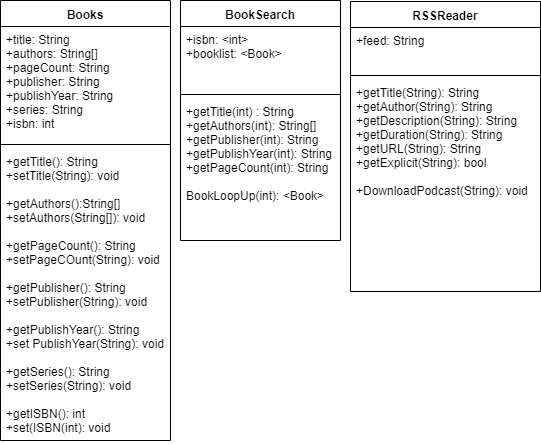 Books
+title: String
+authors: String[]
+pageCount: String
+publisher: String
+publishYear: String
+series: String
+isbn: int
+getTitle(): String
+setTitle(String): void
+getAuthors():String[]
+setAuthors(String[]): void
+getPageCount(): String
+setPageCOunt(String): void
+getPublisher(): String
+setPublisher(String): void
+getPublishYear(): String
+set PublishYear(String): void
+getSeries(): String
+setSeries(String): void
+getISBN(): int
+set(ISBN(int): void
BookSearch
+isbn: <int>
+booklist: <Book>
+getTitle(int) : String
+getAuthors(int): String[]
+getPublisher(int): String
+getPublishYear(int): String
+getPageCount(int): String
BookLoopUp(int): <Book>
RSSReader
+feed: String
+getTitle(String): String
+getAuthor(String): String
+getDescription(String): String
+getDuration(String): String
+getURL(String): String
+getExplicit(String): bool
+DownloadPodcast(String): void